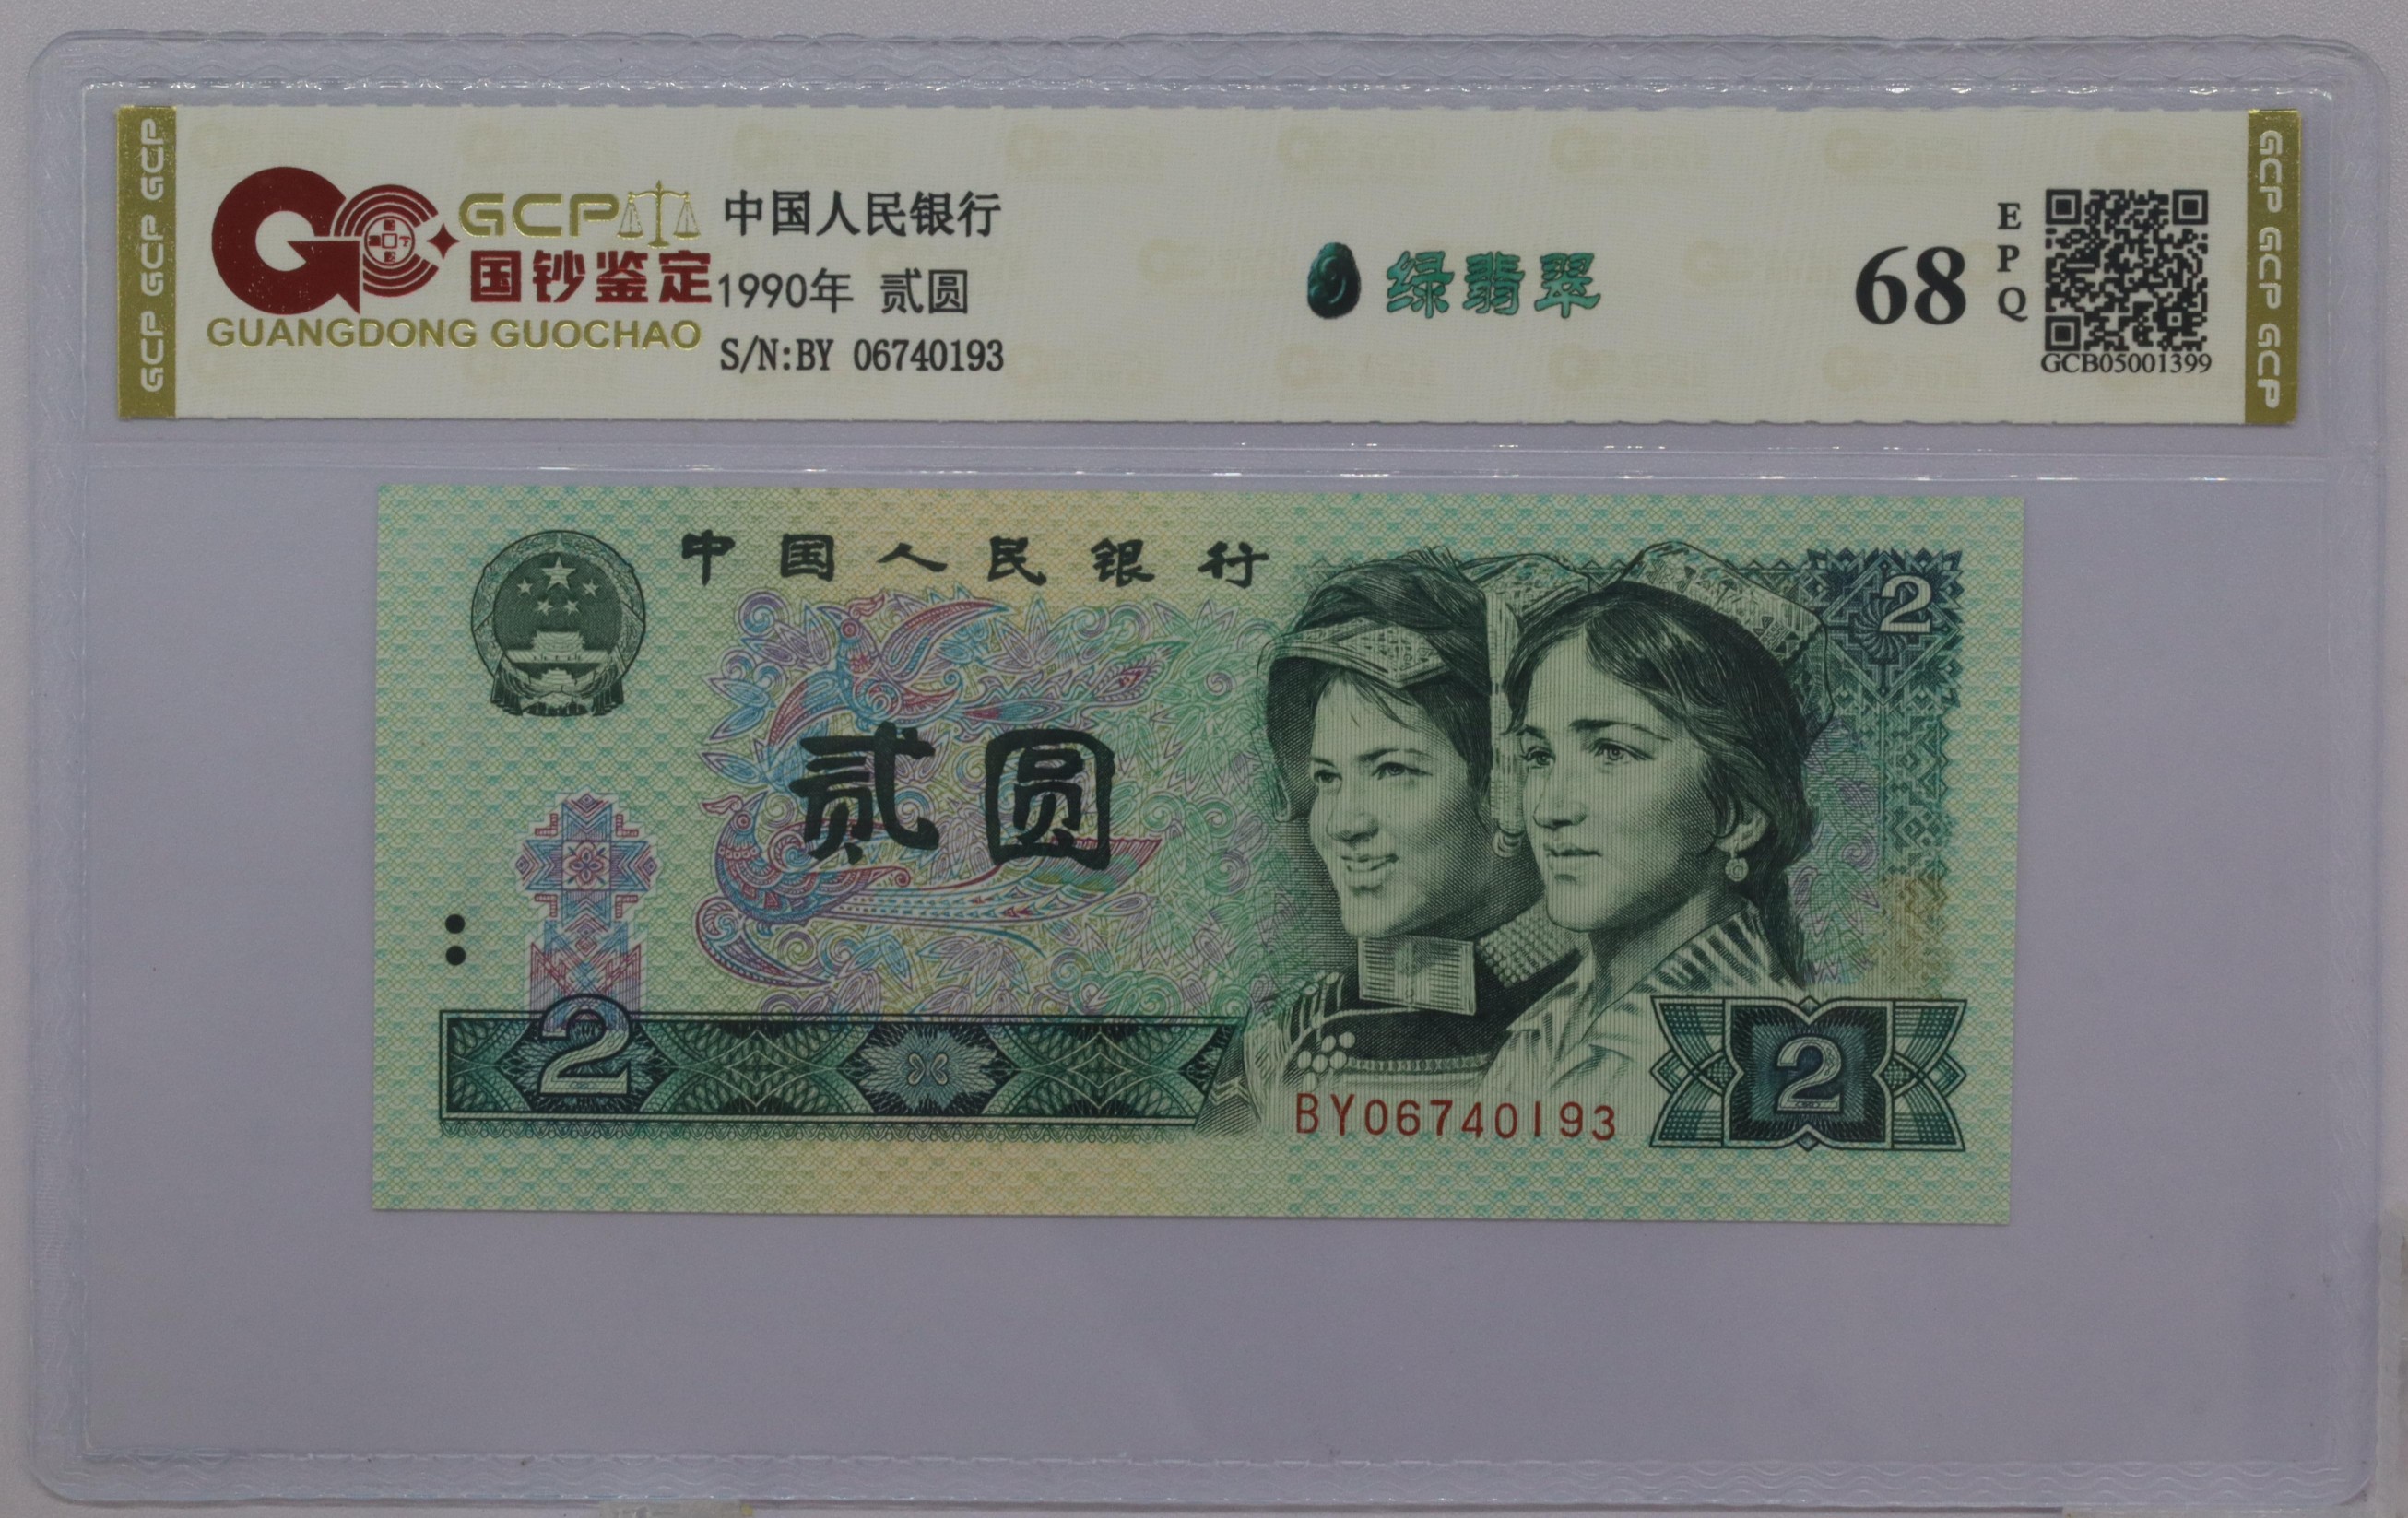 GCP GCP GCP
GCP
国钞鉴定
GUANGDONG GUOCHAO
中国人民银行
1990年 贰圆
S/N:BY 06740193
绿翡翠
68
EPQ
GCB05001399
GCP GCP GCP
中国人民银行
2
贰圆
2
BY06740193
2